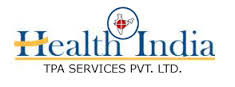 Health India
TPA SERVICES PVT. LTD.